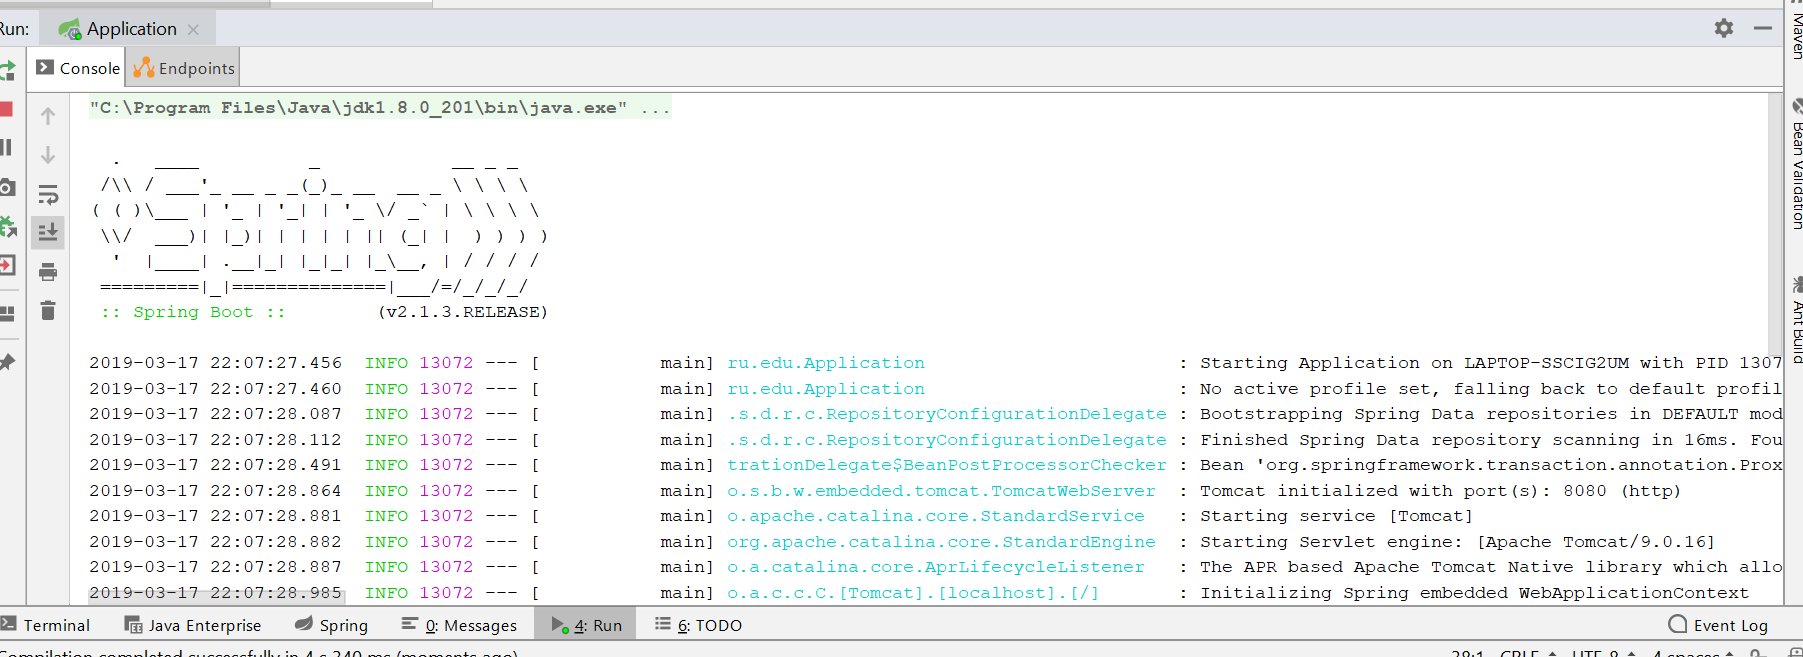 Run: Application
Console Endpoints
"C:\Program Files\Java\jdk1.8.0_201\bin\java.exe" ...
  .   ____          _            __ _ _
 /\\ / ___'_ __ _ _(_)_ __  __ _ \ \ \ \
( ( )\___ | '_ | '_| | '_ \/ _` | \ \ \ \
 \\/  ___)| |_)| | | | | || (_| |  ) ) ) )
  '  |____| .__|_| |_|_| |_\__, | / / / /
 =========|_|==============|___/=/_/_/_/
 :: Spring Boot ::        (v2.1.3.RELEASE)
2019-03-17 22:07:27.456  INFO 13072 --- [           main] ru.edu.Application                       : Starting Application on LAPTOP-SSCIG2UM with PID 1307
2019-03-17 22:07:27.460  INFO 13072 --- [           main] ru.edu.Application                       : No active profile set, falling back to default profil
2019-03-17 22:07:28.087  INFO 13072 --- [           main] .s.d.r.c.RepositoryConfigurationDelegate : Bootstrapping Spring Data repositories in DEFAULT mod
2019-03-17 22:07:28.112  INFO 13072 --- [           main] .s.d.r.c.RepositoryConfigurationDelegate : Finished Spring Data repository scanning in 16ms. Fou
2019-03-17 22:07:28.491  INFO 13072 --- [           main] trationDelegate$BeanPostProcessorChecker : Bean 'org.springframework.transaction.annotation.Prox
2019-03-17 22:07:28.864  INFO 13072 --- [           main] o.s.b.w.embedded.tomcat.TomcatWebServer  : Tomcat initialized with port(s): 8080 (http)
2019-03-17 22:07:28.881  INFO 13072 --- [           main] o.apache.catalina.core.StandardService   : Starting service [Tomcat]
2019-03-17 22:07:28.882  INFO 13072 --- [           main] org.apache.catalina.core.StandardEngine  : Starting Servlet engine: [Apache Tomcat/9.0.16]
2019-03-17 22:07:28.887  INFO 13072 --- [           main] o.a.catalina.core.AprLifecycleListener   : The APR based Apache Tomcat Native library which allo
2019-03-17 22:07:28.985  INFO 13072 --- [           main] o.a.c.c.C.[Tomcat].[localhost].[/]       : Initializing Spring embedded WebApplicationContext
Maven
Bean Validation
Ant Build
Terminal Java Enterprise Spring 0: Messages 4: Run 6: TODO Event Log
Compilation completed successfully in 4 s 240 ms (moments ago) 38:1 CRLF UTF-8 4 spaces